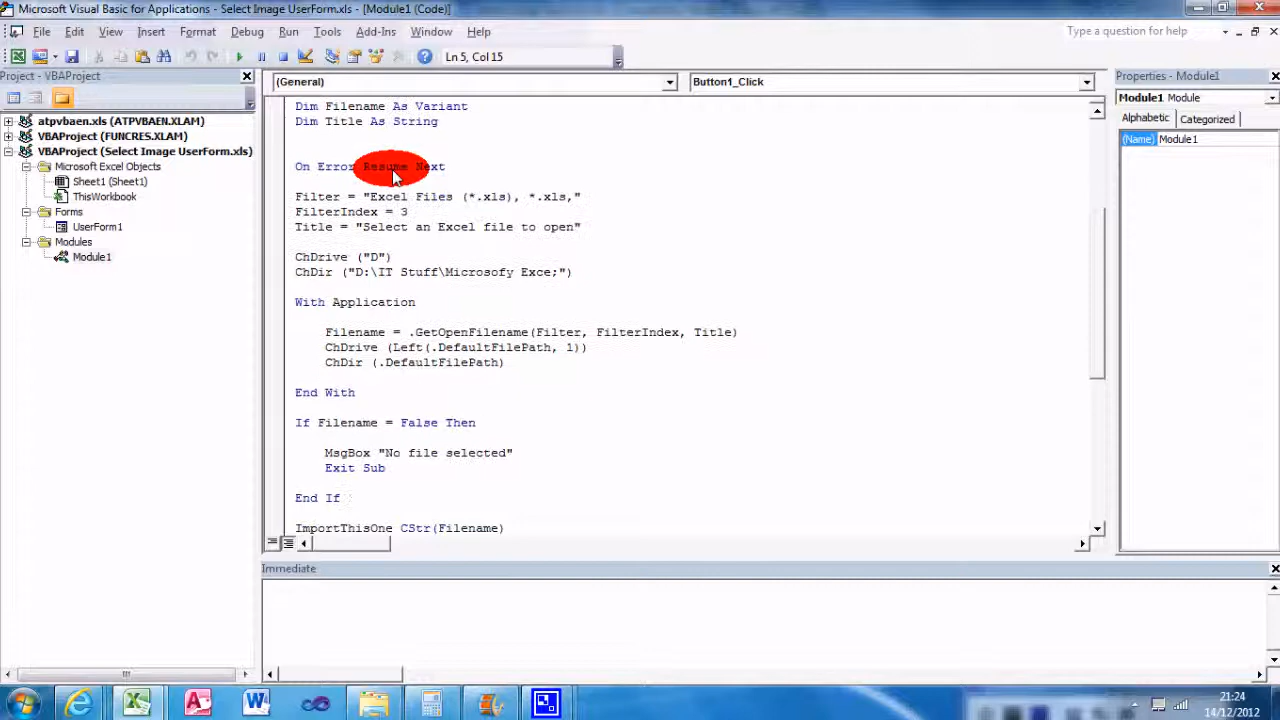 Microsoft Visual Basic for Applications - Select Image UserForm.xls - [Module1 (Code)]
File Edit View Insert Format Debug Run Tools Add-Ins Window Help
Type a question for help
Ln 5, Col 15
Project - VBAProject
atpvbaen.xls (ATPVBAEN.XLAM)
VBAProject (FUNCRES.XLAM)
VBAProject (Select Image UserForm.xls)
Microsoft Excel Objects
Sheet1 (Sheet1)
ThisWorkbook
Forms
UserForm1
Modules
Module1
(General)
Button1_Click
Dim Filename As Variant
Dim Title As String
On Error Resume Next
Filter = "Excel Files (*.xls), *.xls,"
FilterIndex = 3
Title = "Select an Excel file to open"
ChDrive ("D")
ChDir ("D:\IT Stuff\Microsofy Exce;")
With Application
Filename = .GetOpenFilename(Filter, FilterIndex, Title)
ChDrive (Left(.DefaultFilePath, 1))
ChDir (.DefaultFilePath)
End With
If Filename = False Then
MsgBox "No file selected"
Exit Sub
End If
ImportThisOne CStr(Filename)
Properties - Module1
Module1 Module
Alphabetic Categorized
(Name) Module1
Immediate
21:24
14/12/2012